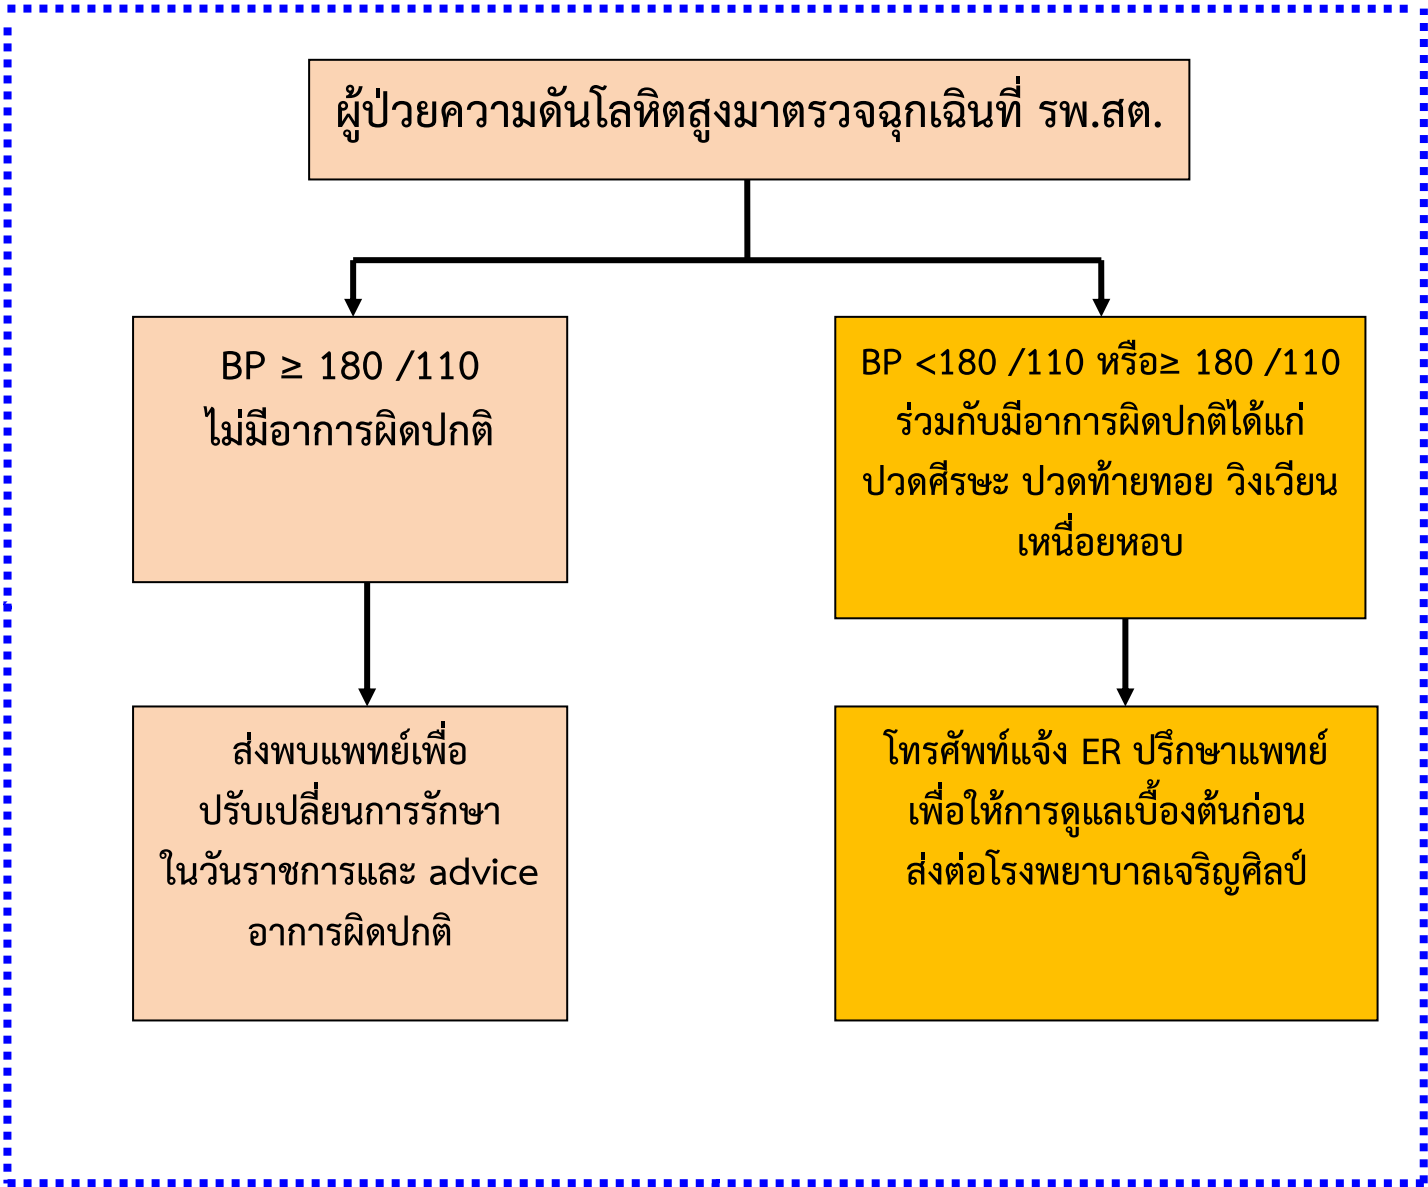 ผู้ป่วยความดันโลหิตสูงมาตรวจฉุกเฉินที่ รพ.สต.
BP ≥ 180 /110
ไม่มีอาการผิดปกติ
BP <180 /110 หรือ≥ 180 /110
ร่วมกับมีอาการผิดปกติได้แก่
ปวดศีรษะ ปวดท้ายทอย วิงเวียน
เหนื่อยหอบ
ส่งพบแพทย์เพื่อ
ปรับเปลี่ยนการรักษา
ในวันราชการและ advice
อาการผิดปกติ
โทรศัพท์แจ้ง ER ปรึกษาแพทย์
เพื่อให้การดูแลเบื้องต้นก่อน
ส่งต่อโรงพยาบาลเจริญศิลป์